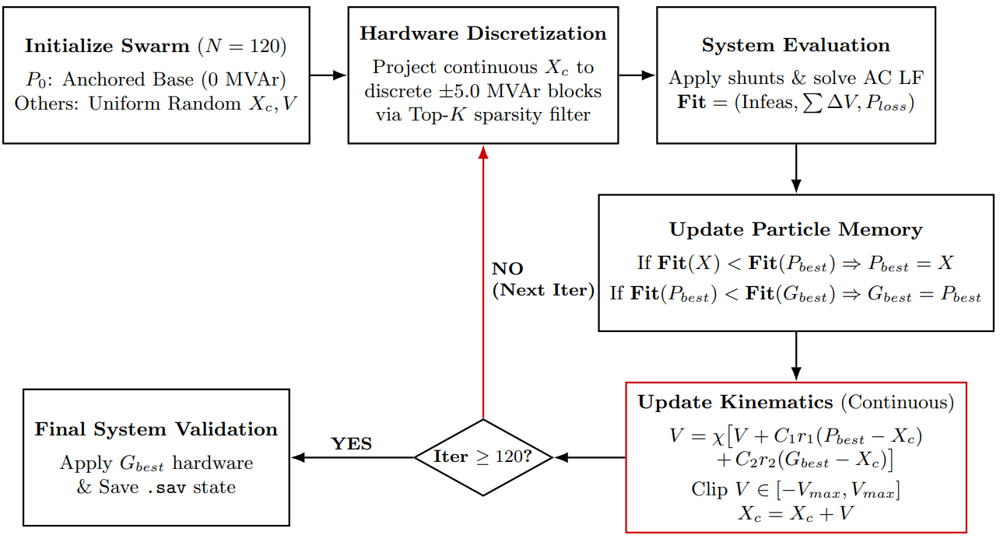 Initialize Swarm (N = 120)
P₀: Anchored Base (0 MVAr)
Others: Uniform Random X_c, V
Hardware Discretization
Project continuous X_c to
discrete ±5.0 MVAr blocks
via Top-K sparsity filter
System Evaluation
Apply shunts & solve AC LF
Fit = (Infeas, ∑ ΔV, P_loss)
Update Particle Memory
If Fit(X) < Fit(P_best) ⇒ P_best = X
If Fit(P_best) < Fit(G_best) ⇒ G_best = P_best
NO
(Next Iter)
Update Kinematics (Continuous)
V = χ[V + C₁r₁(P_best − X_c)
+ C₂r₂(G_best − X_c)]
Clip V ∈ [−V_max, V_max]
X_c = X_c + V
Iter ≥ 120?
YES
Final System Validation
Apply G_best hardware
& Save .sav state